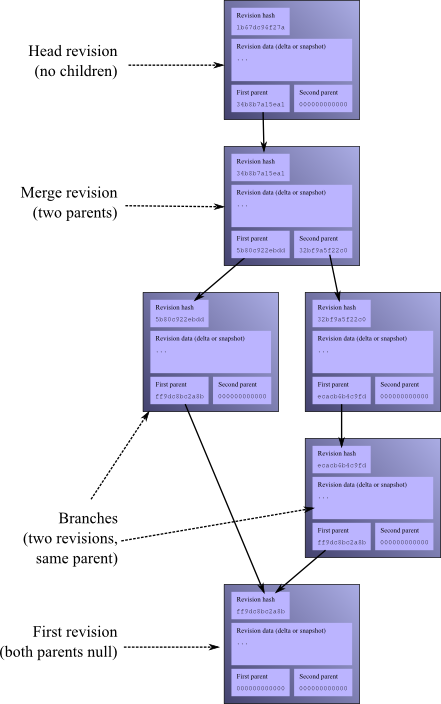 Head revision
(no children)
Revision hash
1b67dc96f27a
Revision data (delta or snapshot)
...
First parent
34b8b7a15ea1
Second parent
000000000000
Merge revision
(two parents)
Revision hash
34b8b7a15ea1
Revision data (delta or snapshot)
...
First parent
5b80c922ebdd
Second parent
32bf9a5f22c0
Revision hash
5b80c922ebdd
Revision data (delta or snapshot)
...
First parent
ff9dc8bc2a8b
Second parent
000000000000
Revision hash
32bf9a5f22c0
Revision data (delta or snapshot)
...
First parent
ecacb6b4c9fd
Second parent
000000000000
Branches
(two revisions,
same parent)
Revision hash
ecacb6b4c9fd
Revision data (delta or snapshot)
...
First parent
ff9dc8bc2a8b
Second parent
000000000000
First revision
(both parents null)
Revision hash
ff9dc8bc2a8b
Revision data (delta or snapshot)
...
First parent
000000000000
Second parent
000000000000